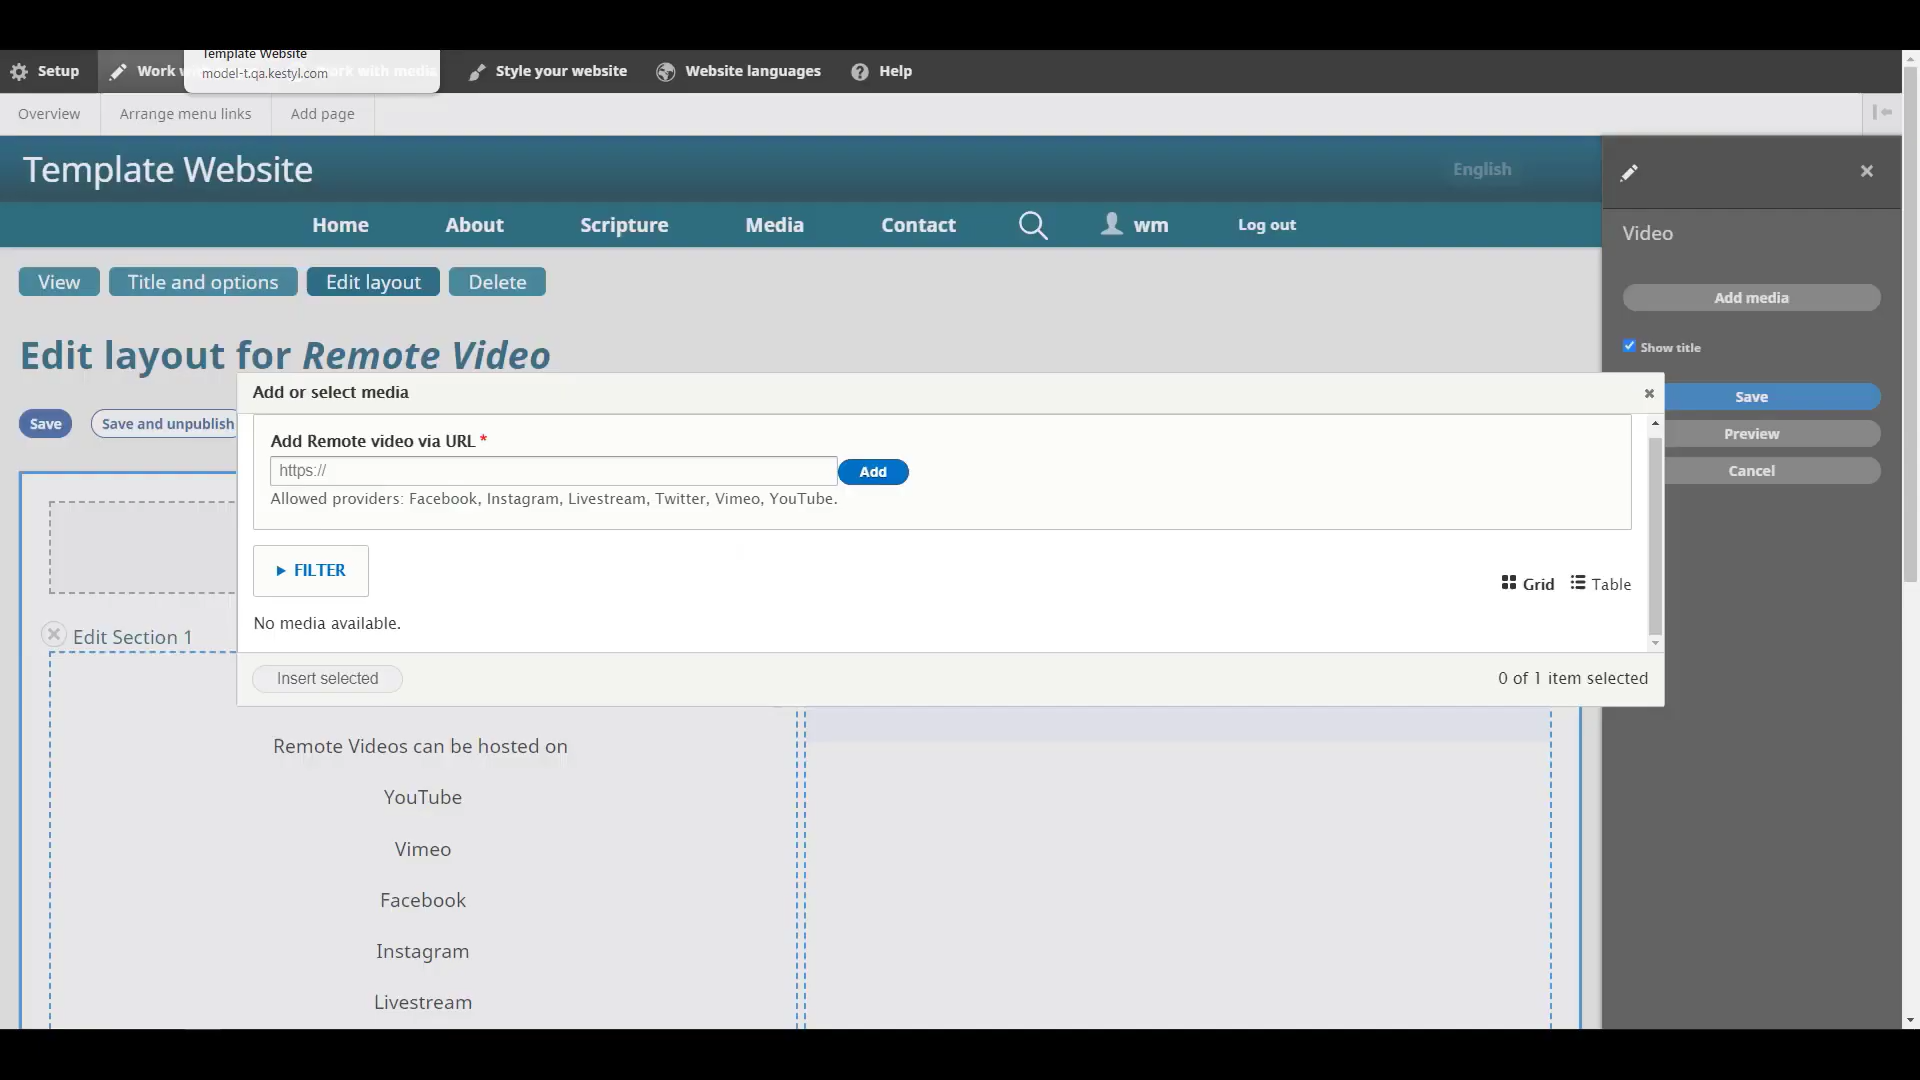 Template Website
model-t.qa.kestyl.com
Setup
Work
Style your website
Website languages
Help
Overview
Arrange menu links
Add page
Template Website
English
Home
About
Scripture
Media
Contact
wm
Log out
View
Title and options
Edit layout
Delete
Edit layout for Remote Video
Save
Save and unpublish
Add or select media
Add Remote video via URL *
https://
Add
Allowed providers: Facebook, Instagram, Livestream, Twitter, Vimeo, YouTube.
FILTER
Grid
Table
No media available.
Insert selected
0 of 1 item selected
Edit Section 1
Remote Videos can be hosted on
YouTube
Vimeo
Facebook
Instagram
Livestream
Video
Add media
Show title
Save
Preview
Cancel